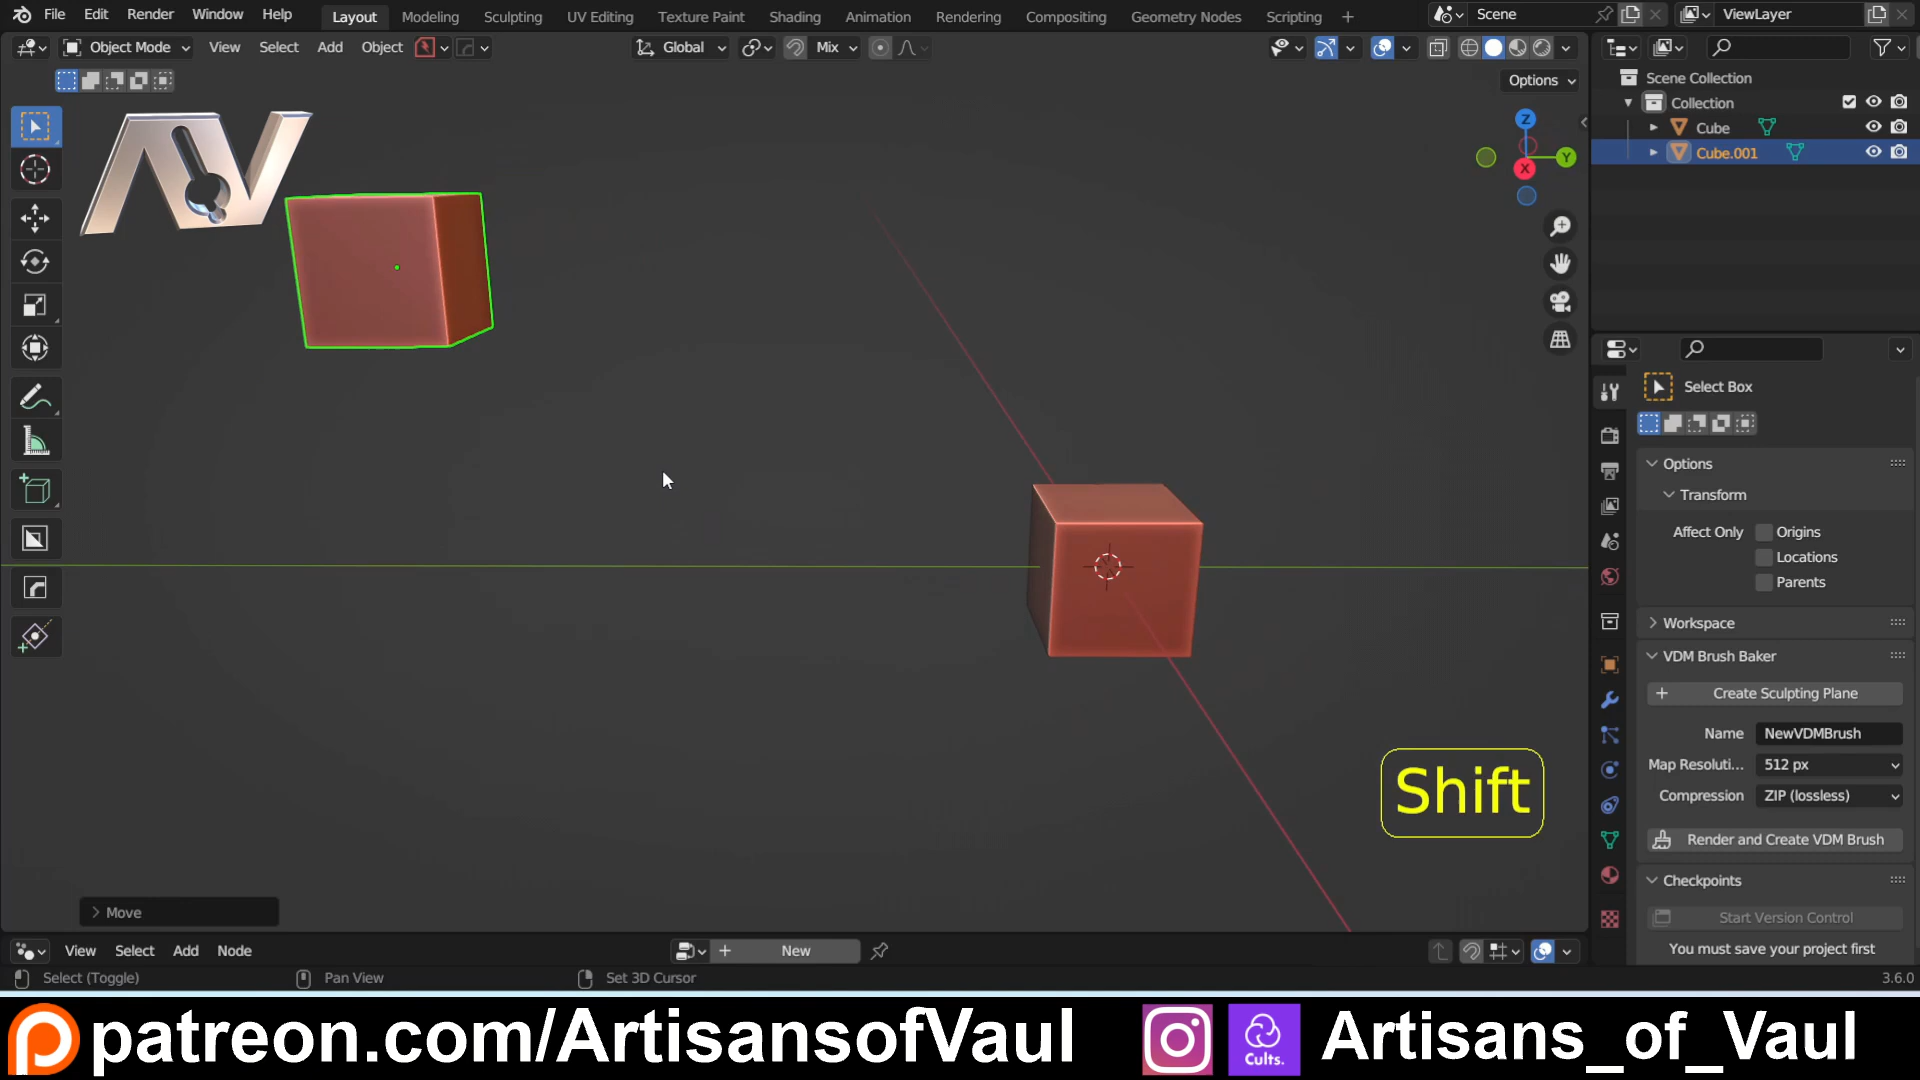 File Edit Render Window Help Layout Modeling Sculpting UV Editing Texture Paint Shading Animation Rendering Compositing Geometry Nodes Scripting + Scene ViewLayer
Object Mode View Select Add Object Global Mix
Options
Scene Collection
Collection
Cube
Cube.001
Z
Y
X
AV
Select Box
Options
Transform
Affect Only Origins
Locations
Parents
Workspace
VDM Brush Baker
+ Create Sculpting Plane
Name NewVDMBrush
Map Resoluti... 512 px
Compression ZIP (lossless)
Render and Create VDM Brush
Checkpoints
Start Version Control
You must save your project first
Shift
> Move
View Select Add Node + New
Select (Toggle) Pan View Set 3D Cursor 3.6.0
patreon.com/ArtisansofVaul Cults. Artisans_of_Vaul